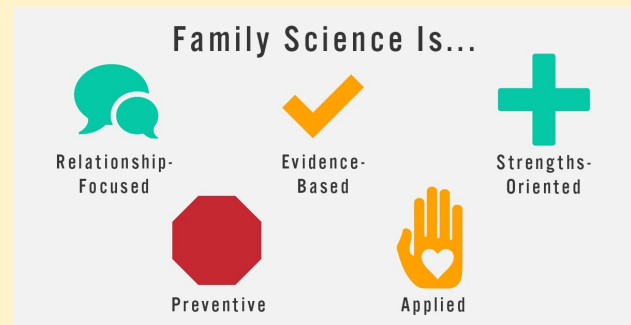 Family Science Is...
Relationship-
Focused
Evidence-
Based
Strengths-
Oriented
Preventive
Applied